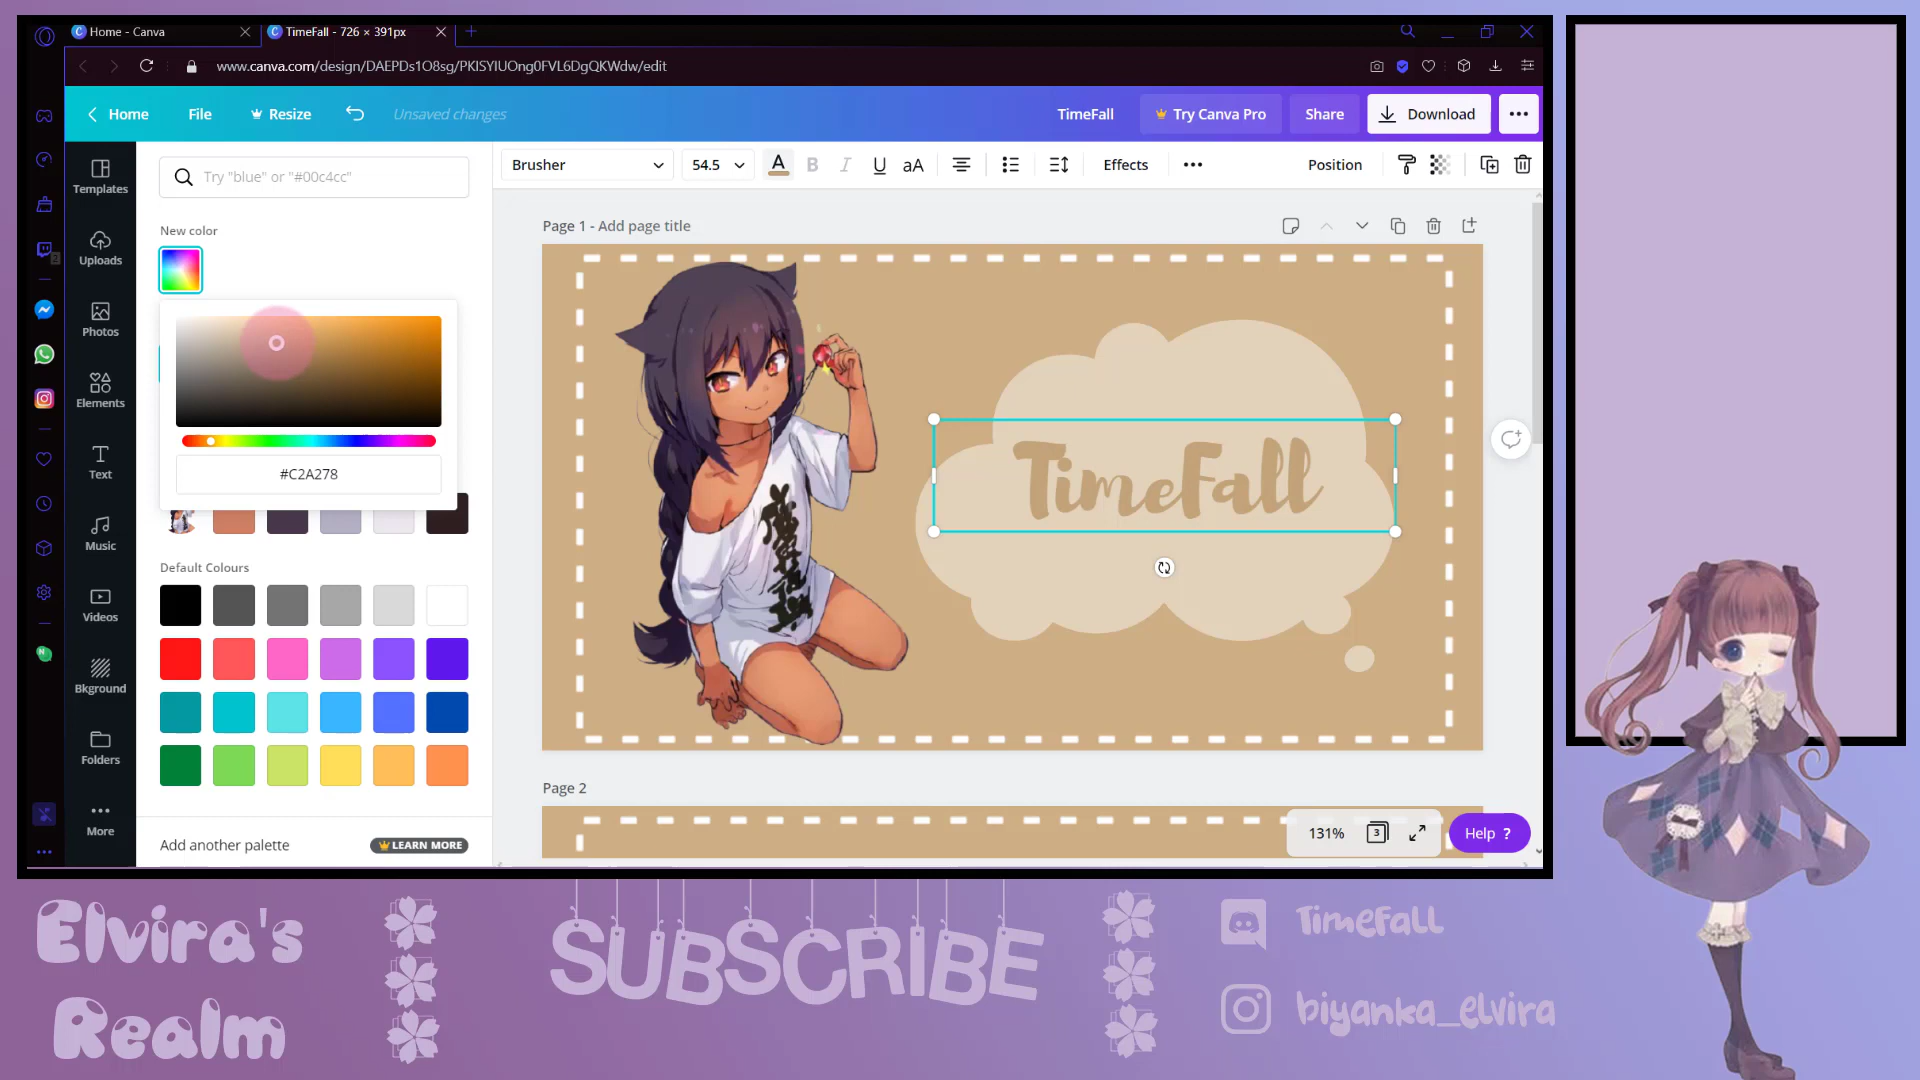 Home - Canva
TimeFall - 726 × 391px
www.canva.com/design/DAEPDs1O8sg/PKISYIUOng0FVL6DgQKWdw/edit
Home
File
Resize
Unsaved changes
TimeFall
Try Canva Pro
Share
Download
Templates
Uploads
Photos
Elements
Text
Music
Videos
Bkground
Folders
More
Try "blue" or "#00c4cc"
New color
#C2A278
Default Colours
Add another palette
LEARN MORE
Brusher
54.5
A
B
I
U
aA
Effects
Position
Page 1 - Add page title
TimeFall
Page 2
131%
3
Help ?
Elvira's
Realm
SUBSCRIBE
TimeFall
biyanka_elvira